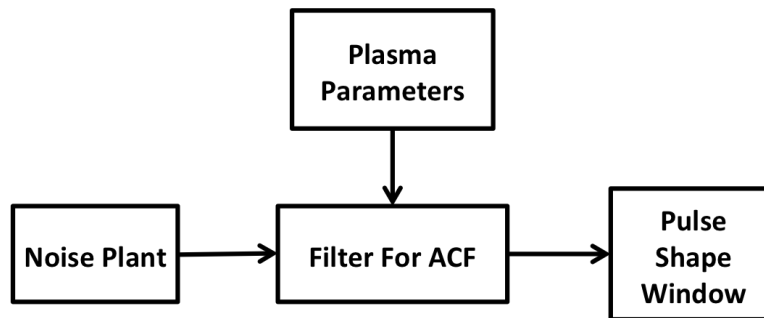 Plasma
Parameters
Noise Plant
Filter For ACF
Pulse
Shape
Window